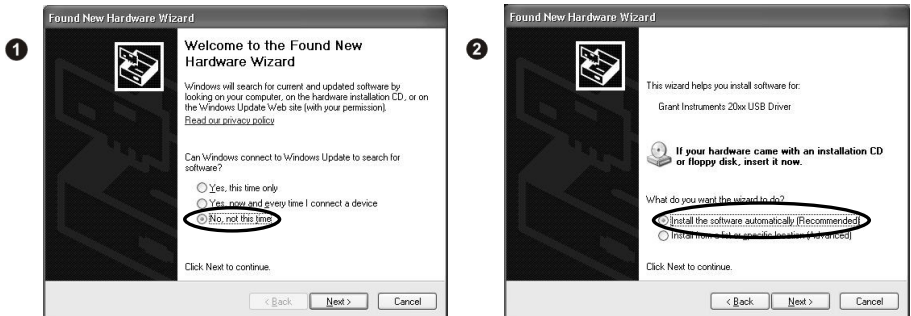 1
Found New Hardware Wizard
Welcome to the Found New
Hardware Wizard
Windows will search for current and updated software by
looking on your computer, on the hardware installation CD, or on
the Windows Update Web site (with your permission).
Read our privacy policy
Can Windows connect to Windows Update to search for
software?
Yes, this time only
Yes, now and every time I connect a device
No, not this time
Click Next to continue.
< Back
Next >
Cancel
2
Found New Hardware Wizard
This wizard helps you install software for:
Grant Instruments 20xx USB Driver
If your hardware came with an installation CD
or floppy disk, insert it now.
What do you want the wizard to do?
Install the software automatically (Recommended)
Install from a list or specific location (Advanced)
Click Next to continue.
< Back
Next >
Cancel